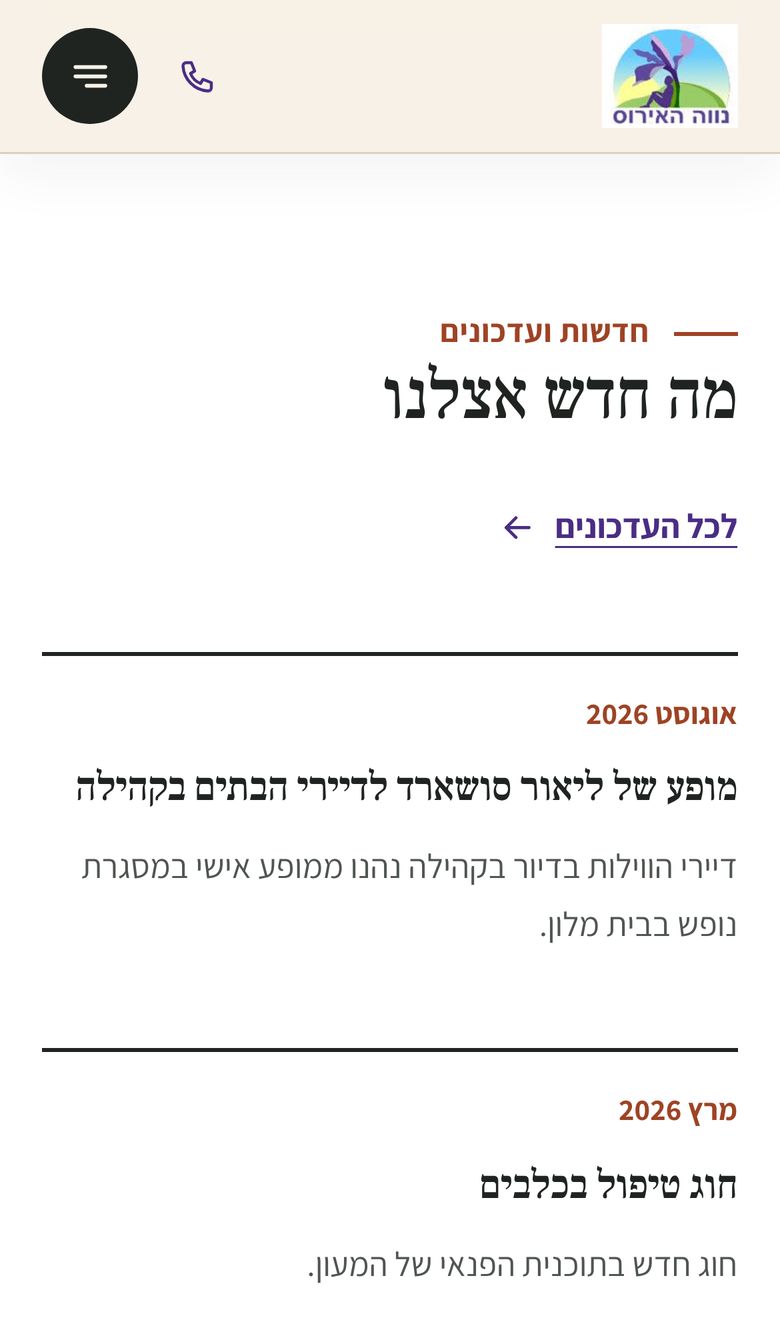 נווה האירוס
חדשות ועדכונים
מה חדש אצלנו
לכל העדכונים
אוגוסט 2026
מופע של ליאור סושארד לדיירי הבתים בקהילה
דיירי הווילות בדיור בקהילה נהנו ממופע אישי במסגרת
נופש בבית מלון.
מרץ 2026
חוג טיפול בכלבים
חוג חדש בתוכנית הפנאי של המעון.